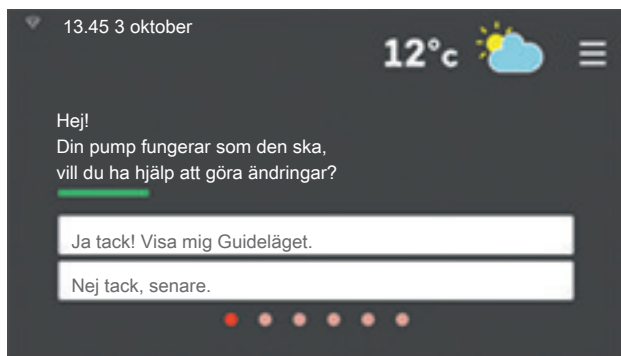 13.45 3 oktober
12°c
Hej!
Din pump fungerar som den ska,
vill du ha hjälp att göra ändringar?
Ja tack! Visa mig Guideläget.
Nej tack, senare.